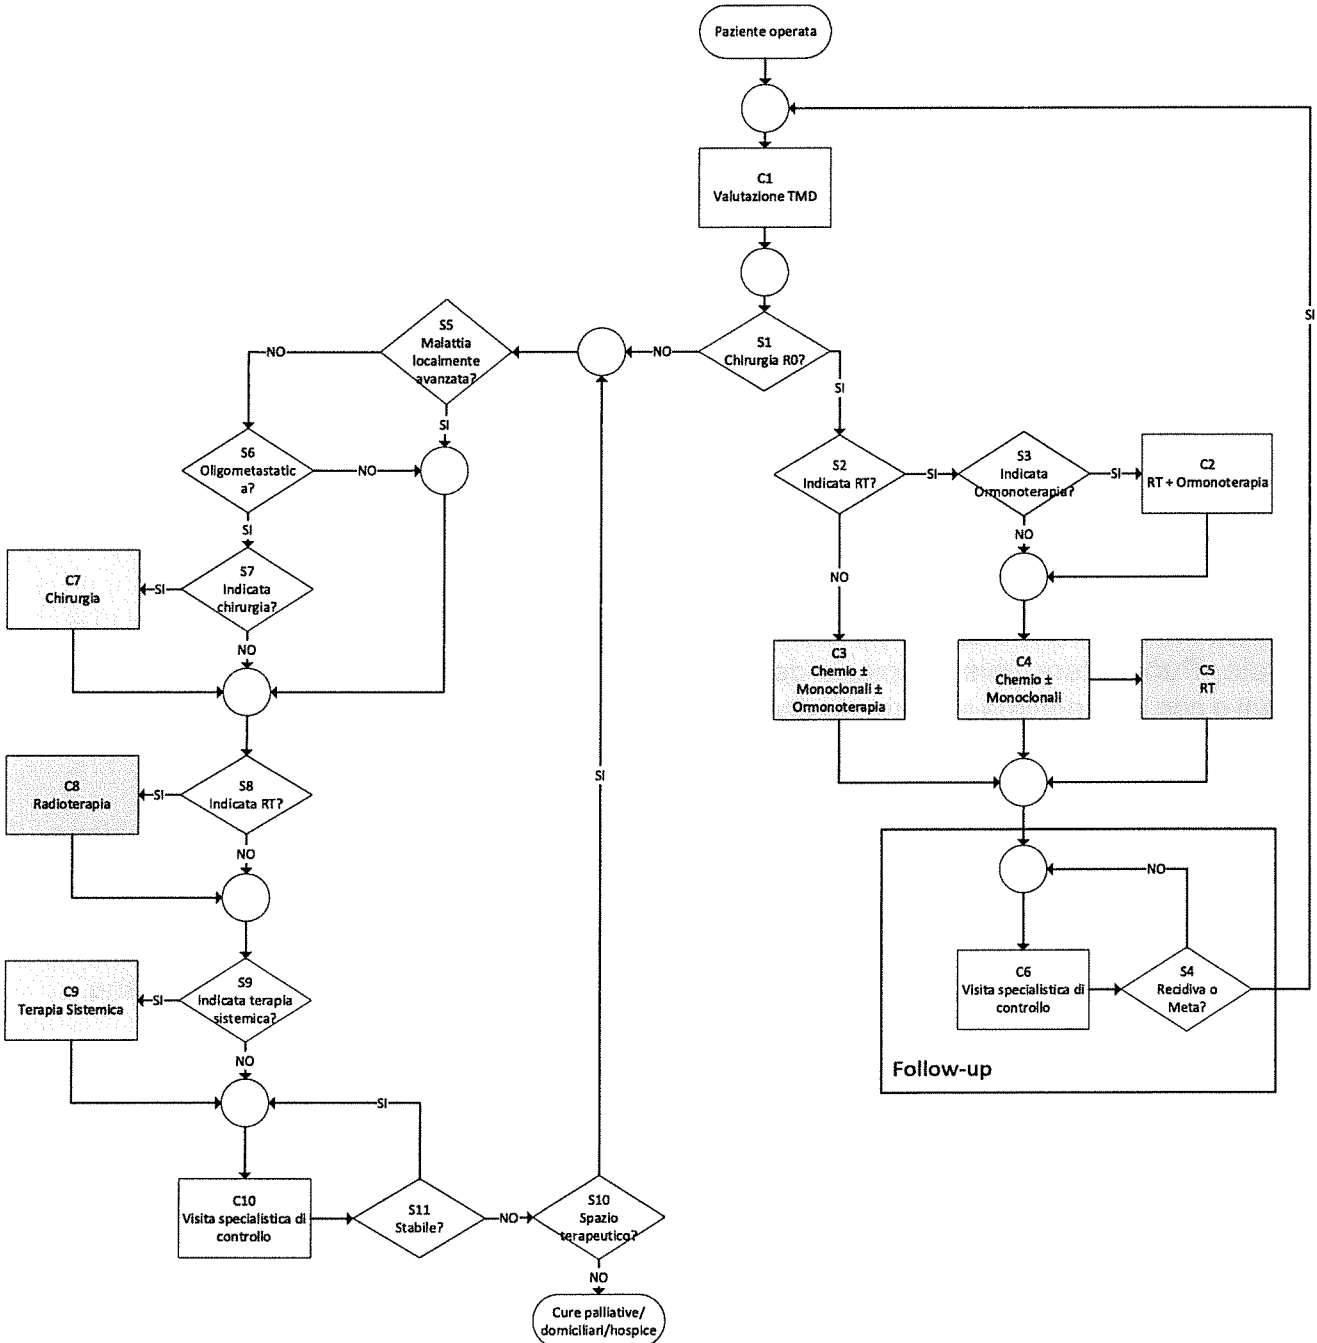 Paziente operata
C1
Valutazione TMD
S1
Chirurgia R0?
NO
SI
S5
Malattia
localmente
avanzata?
NO
SI
S6
Oligometastatic
a?
NO
SI
S7
Indicata
chirurgia?
SI
NO
C7
Chirurgia
S8
Indicata RT?
SI
NO
C8
Radioterapia
S9
Indicata terapia
sistemica?
SI
NO
C9
Terapia Sistemica
C10
Visita specialistica di
controllo
S11
Stabile?
SI
NO
S10
Spazio
terapeutico?
SI
NO
Cure palliative/
domiciliari/hospice
S2
Indicata RT?
SI
NO
S3
Indicata
Ormonoterapia?
SI
NO
C2
RT + Ormonoterapia
C3
Chemio ±
Monoclonali ±
Ormonoterapia
C4
Chemio ±
Monoclonali
C5
RT
C6
Visita specialistica di
controllo
S4
Recidiva o
Meta?
NO
SI
Follow-up